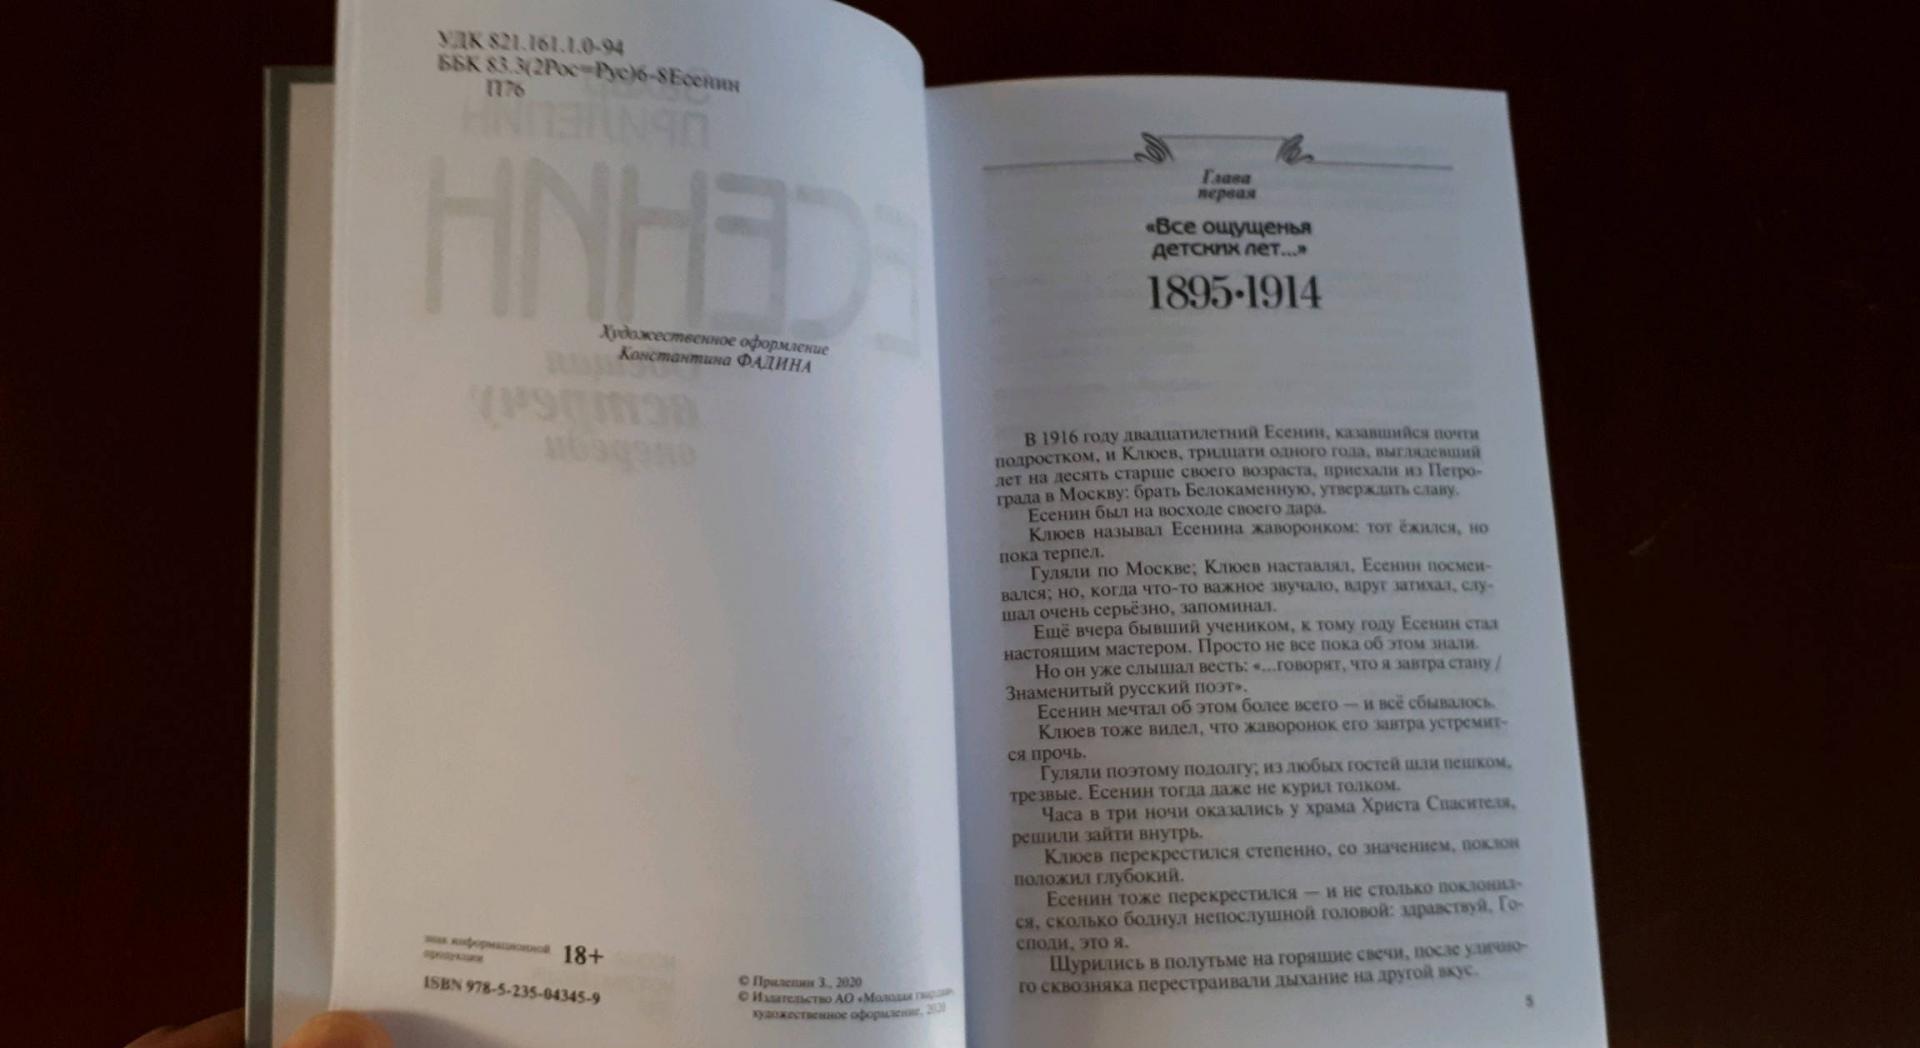 УДК 821.161.1.0-94
ББК 83.3(2Рос=Рус)6-8Есенин
П76
ПРИЛЕПИН
ЕСЕНИН
Художественное оформление
Константина ФАДИНА
встречу
впереди
знак информационной
продукции
18+
ISBN 978-5-235-04345-9
© Прилепин З., 2020
© Издательство АО «Молодая гвардия»,
художественное оформление, 2020
Глава
первая
«Все ощущенья
детских лет...»
1895•1914
В 1916 году двадцатилетний Есенин, казавшийся почти
подростком, и Клюев, тридцати одного года, выглядевший
лет на десять старше своего возраста, приехали из Петро-
града в Москву: брать Белокаменную, утверждать славу.
Есенин был на восходе своего дара.
Клюев называл Есенина жаворонком: тот ёжился, но
пока терпел.
Гуляли по Москве; Клюев наставлял, Есенин посмеи-
вался; но, когда что-то важное звучало, вдруг затихал, слу-
шал очень серьёзно, запоминал.
Ещё вчера бывший учеником, к тому году Есенин стал
настоящим мастером. Просто не все пока об этом знали.
Но он уже слышал весть: «...говорят, что я завтра стану /
Знаменитый русский поэт».
Есенин мечтал об этом более всего — и всё сбывалось.
Клюев тоже видел, что жаворонок его завтра устремит-
ся прочь.
Гуляли поэтому подолгу; из любых гостей шли пешком,
трезвые. Есенин тогда даже не курил толком.
Часа в три ночи оказались у храма Христа Спасителя,
решили зайти внутрь.
Клюев перекрестился степенно, со значением, поклон
положил глубокий.
Есенин тоже перекрестился — и не столько поклонил-
ся, сколько боднул непослушной головой: здравствуй, Го-
споди, это я.
Щурились в полутьме на горящие свечи, после улично-
го сквозняка перестраивали дыхание на другой вкус.
5